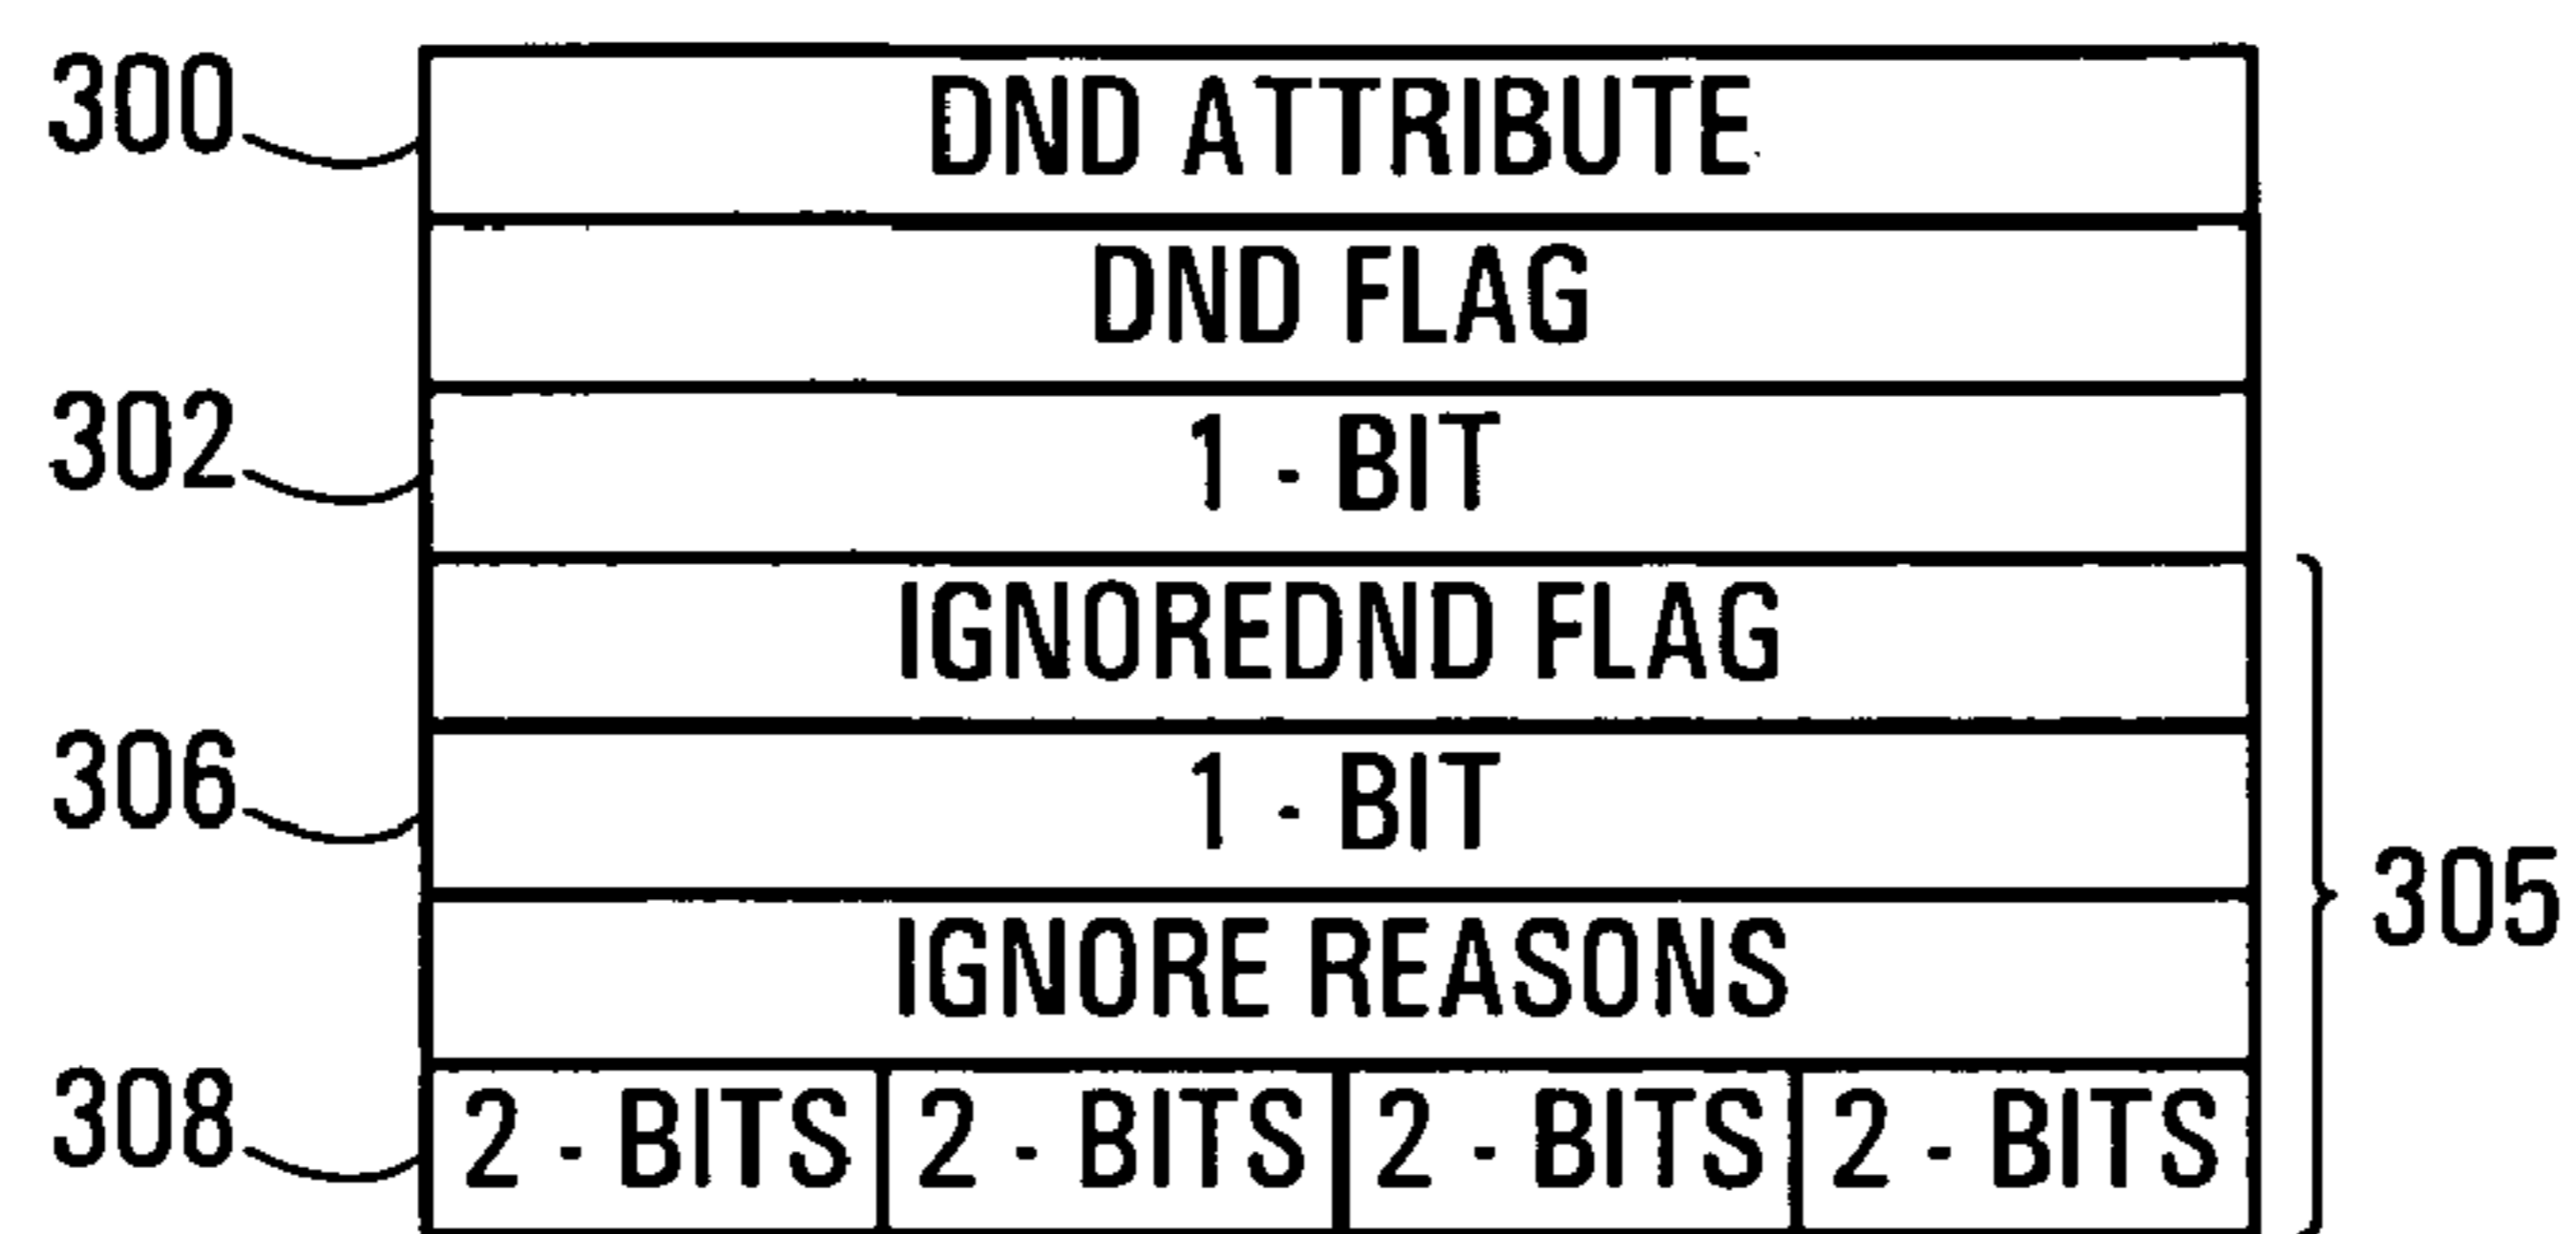 300 DND ATTRIBUTE
DND FLAG
302 1 - BIT
IGNOREDND FLAG
306 1 - BIT
305
IGNORE REASONS
308 2 - BITS 2 - BITS 2 - BITS 2 - BITS